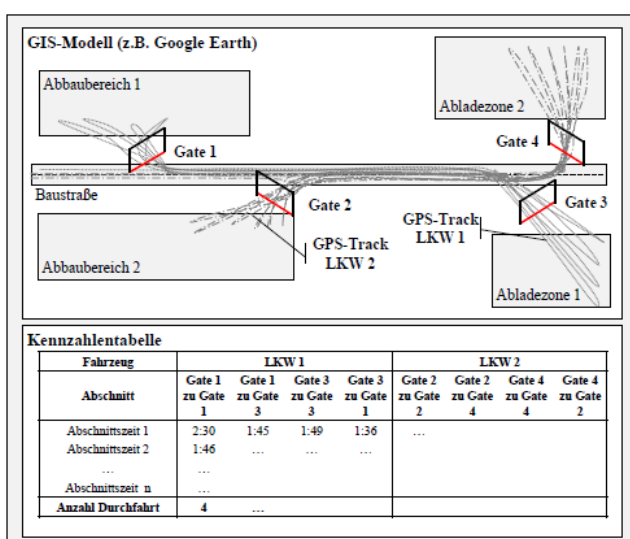 GIS-Modell (z.B. Google Earth)
Abbaubereich 1
Abladezone 2
Gate 1
Gate 4
Baustraße
Gate 2
Gate 3
GPS-Track
LKW 1
GPS-Track
LKW 2
Abbaubereich 2
Abladezone 1
Kennzahlentabelle
Fahrzeug LKW 1 LKW 2
Abschnitt Gate 1 zu Gate 1 Gate 1 zu Gate 3 Gate 3 zu Gate 3 Gate 3 zu Gate 1 Gate 2 zu Gate 2 Gate 2 zu Gate 4 Gate 4 zu Gate 4 Gate 4 zu Gate 2
Abschnittszeit 1 2:30 1:45 1:49 1:36 ...
Abschnittszeit 2 1:46 ... ... ...
... ...
Abschnittszeit n ...
Anzahl Durchfahrt 4 ...